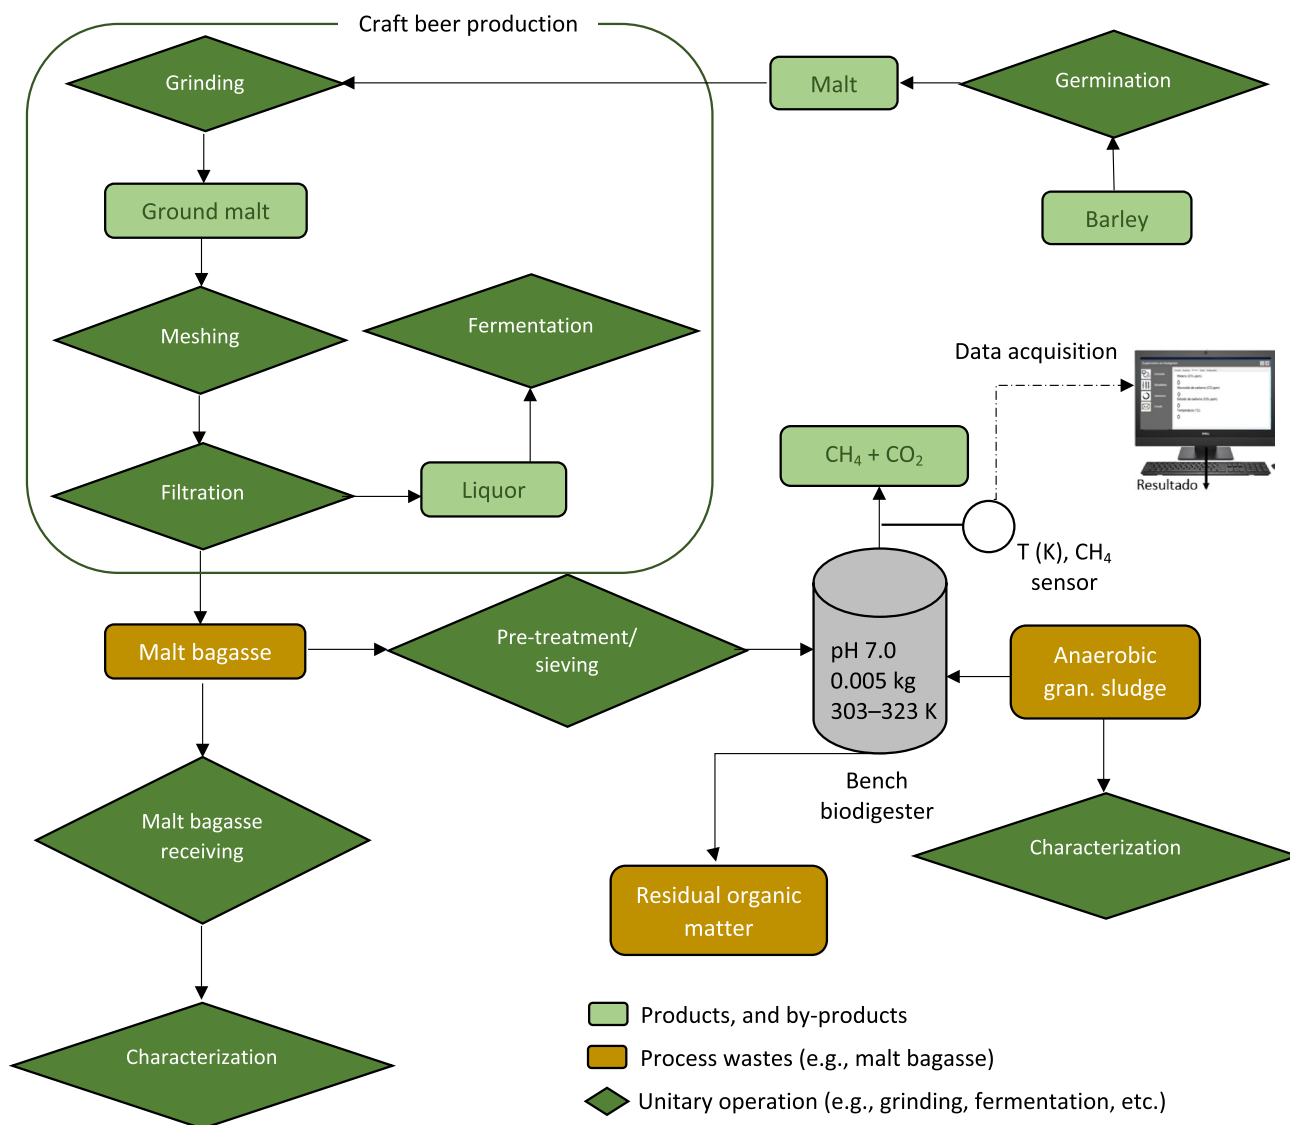 Craft beer production
Grinding
Malt
Germination
Ground malt
Barley
Meshing
Fermentation
Data acquisition
Filtration
Liquor
CH₄ + CO₂
Resultado
T (K), CH₄
sensor
Malt bagasse
Pre-treatment/
sieving
pH 7.0
0.005 kg
303–323 K
Anaerobic
gran. sludge
Bench
biodigester
Malt bagasse
receiving
Characterization
Residual organic
matter
Characterization
Products, and by-products
Process wastes (e.g., malt bagasse)
Unitary operation (e.g., grinding, fermentation, etc.)